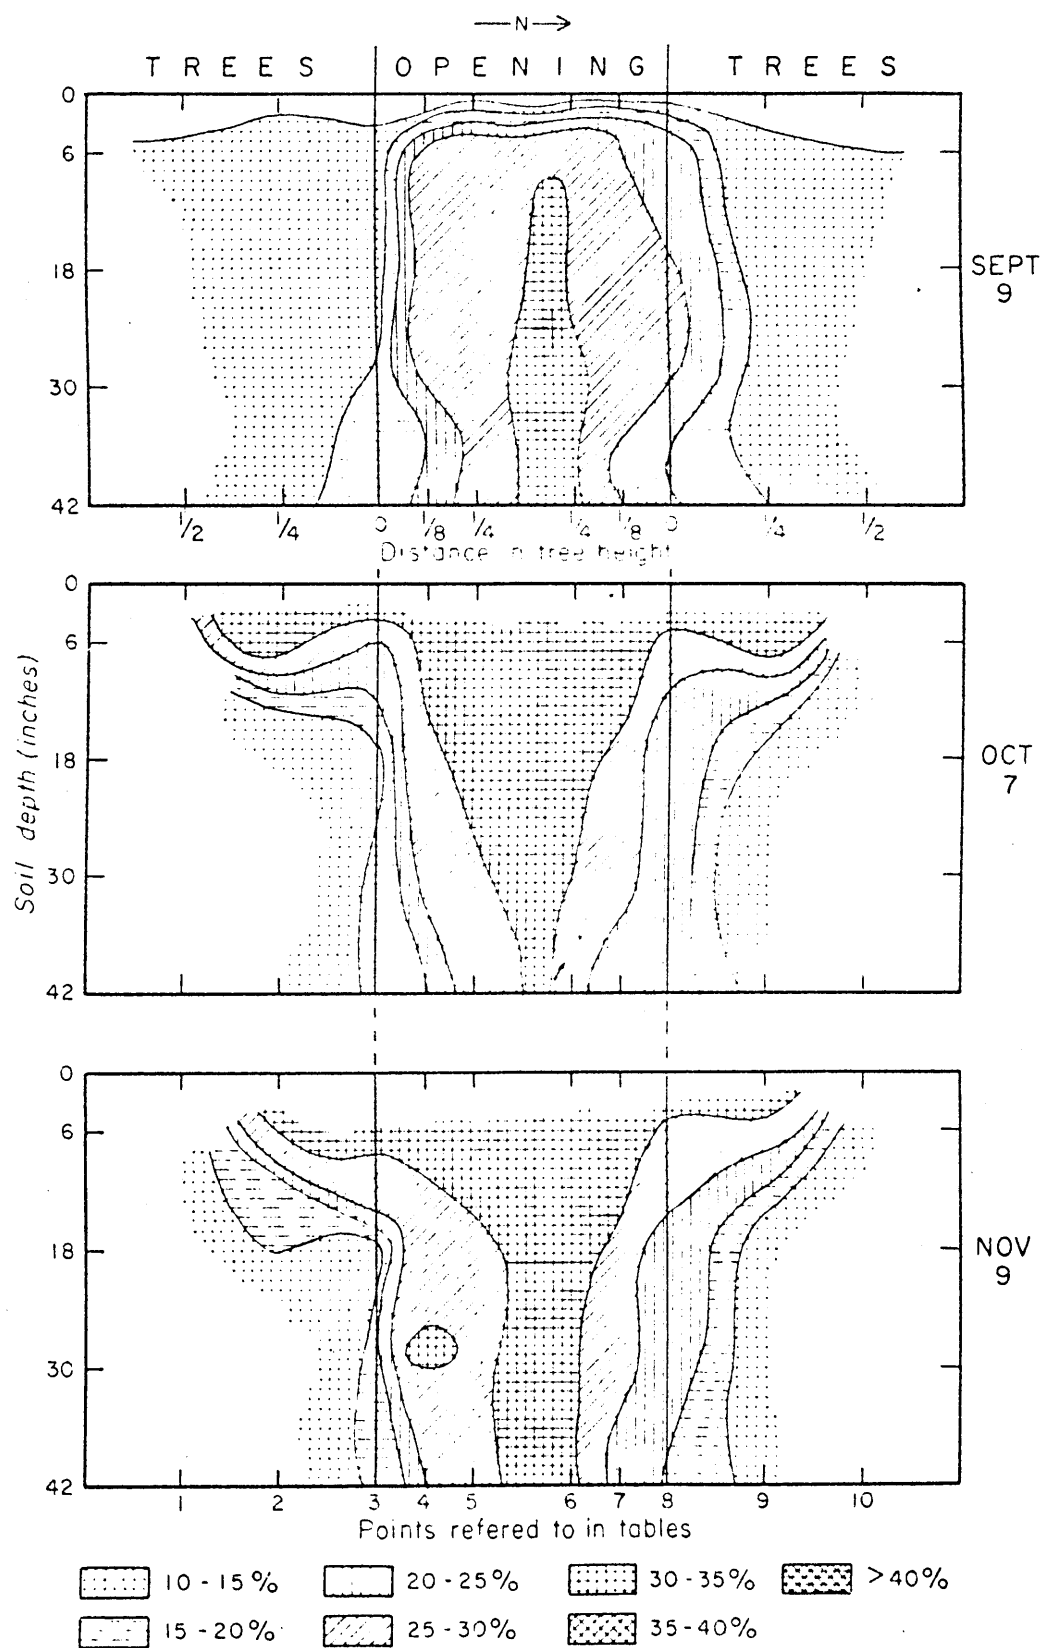 N
TREES OPENING TREES
0
6
18
30
42
SEPT
9
1/2 1/4 0 1/8 1/4 1/4 1/8 0 1/4 1/2
Distance in tree height
0
6
18
30
42
OCT
7
Soil depth (inches)
0
6
18
30
42
NOV
9
1 2 3 4 5 6 7 8 9 10
Points refered to in tables
10-15% 20-25% 30-35% >40%
15-20% 25-30% 35-40%